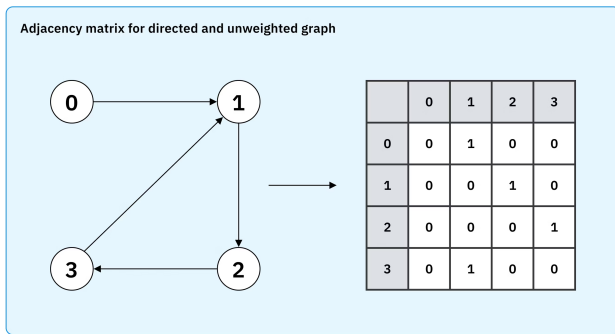 Adjacency matrix for directed and unweighted graph
0 1
3 2
0 1 2 3
0 0 1 0 0
1 0 0 1 0
2 0 0 0 1
3 0 1 0 0